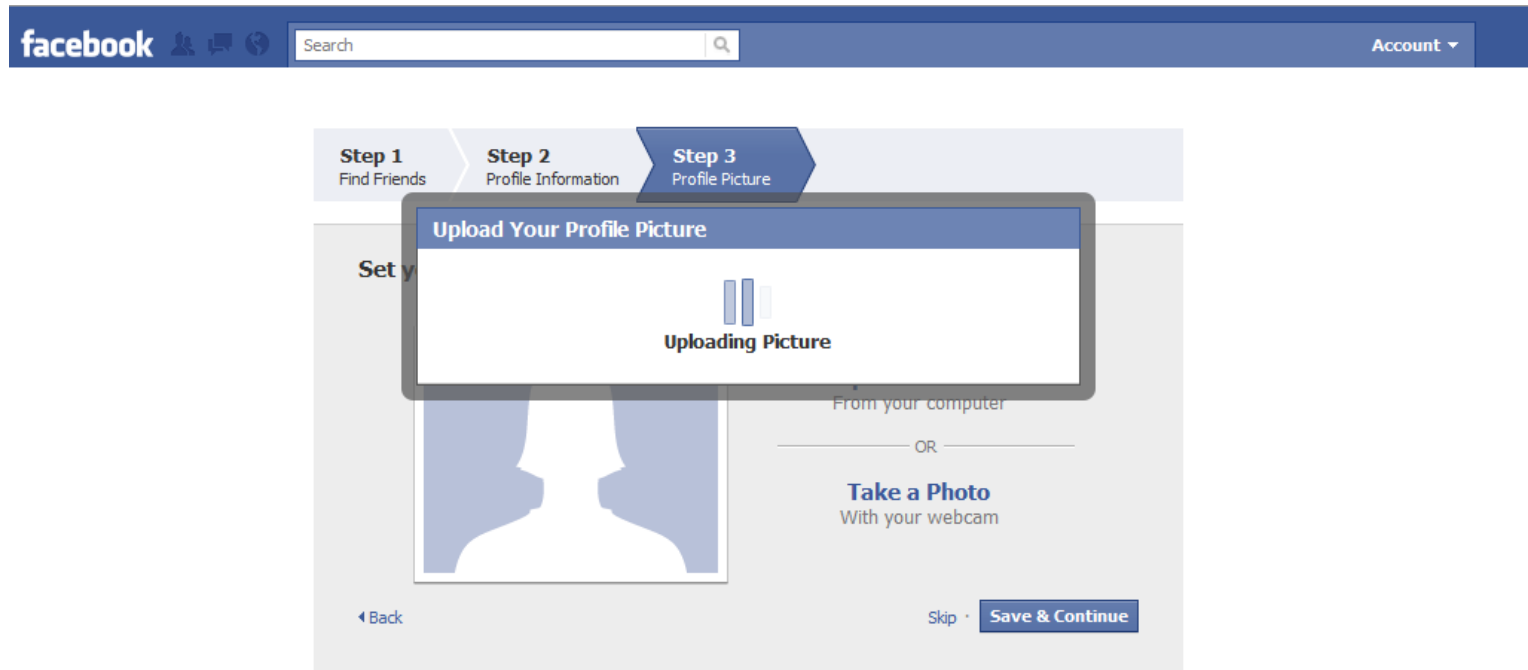 facebook
Search
Account
Step 1
Find Friends
Step 2
Profile Information
Step 3
Profile Picture
Upload Your Profile Picture
Set
Uploading Picture
From your computer
OR
Take a Photo
With your webcam
Back
Skip ·
Save & Continue